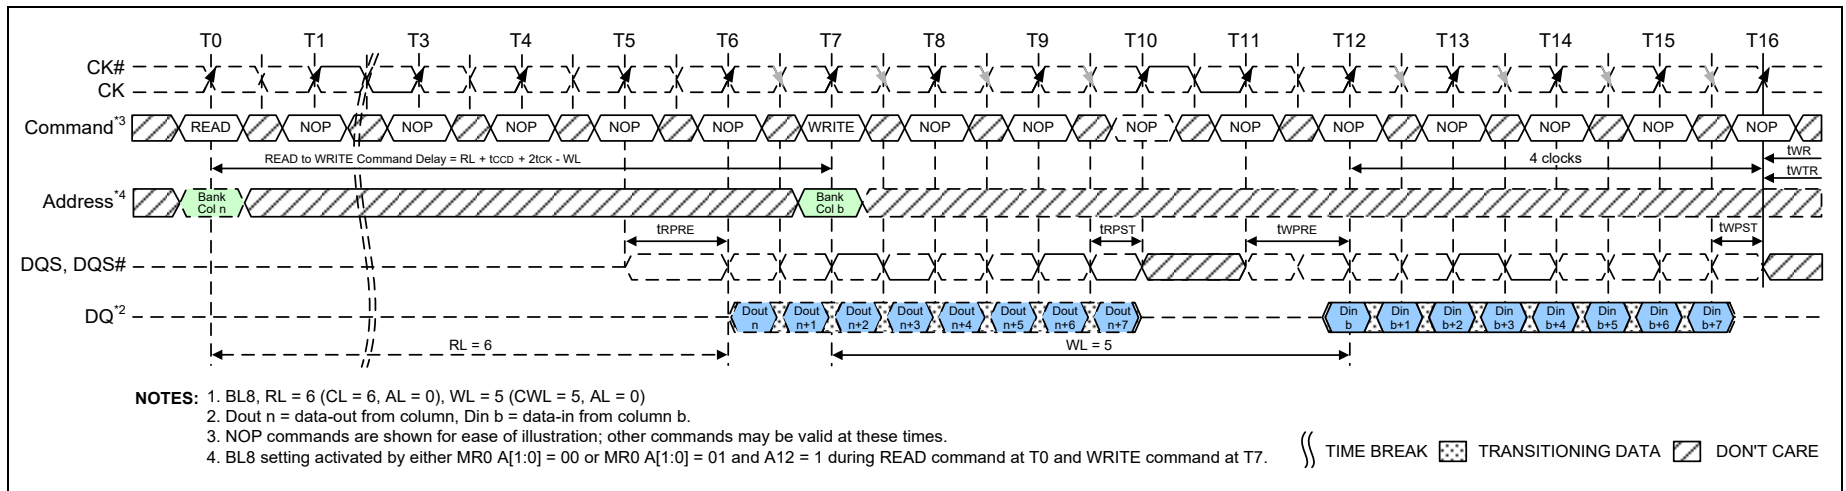 T0 T1 T3 T4 T5 T6 T7 T8 T9 T10 T11 T12 T13 T14 T15 T16
CK#
CK
Command*3 READ NOP NOP NOP NOP NOP WRITE NOP NOP NOP NOP NOP NOP NOP NOP NOP
READ to WRITE Command Delay = RL + tCCD + 2tCK - WL
4 clocks
tWR
tWTR
Address*4
Bank
Col n
Bank
Col b
tRPRE tRPST tWPRE tWPST
DQS, DQS#
DQ*2
Dout Dout Dout Dout Dout Dout Dout Dout Din Din Din Din Din Din Din Din
n n+1 n+2 n+3 n+4 n+5 n+6 n+7 b b+1 b+2 b+3 b+4 b+5 b+6 b+7
RL = 6 WL = 5
NOTES: 1. BL8, RL = 6 (CL = 6, AL = 0), WL = 5 (CWL = 5, AL = 0)
2. Dout n = data-out from column, Din b = data-in from column b.
3. NOP commands are shown for ease of illustration; other commands may be valid at these times.
4. BL8 setting activated by either MR0 A[1:0] = 00 or MR0 A[1:0] = 01 and A12 = 1 during READ command at T0 and WRITE command at T7.
TIME BREAK TRANSITIONING DATA DON'T CARE